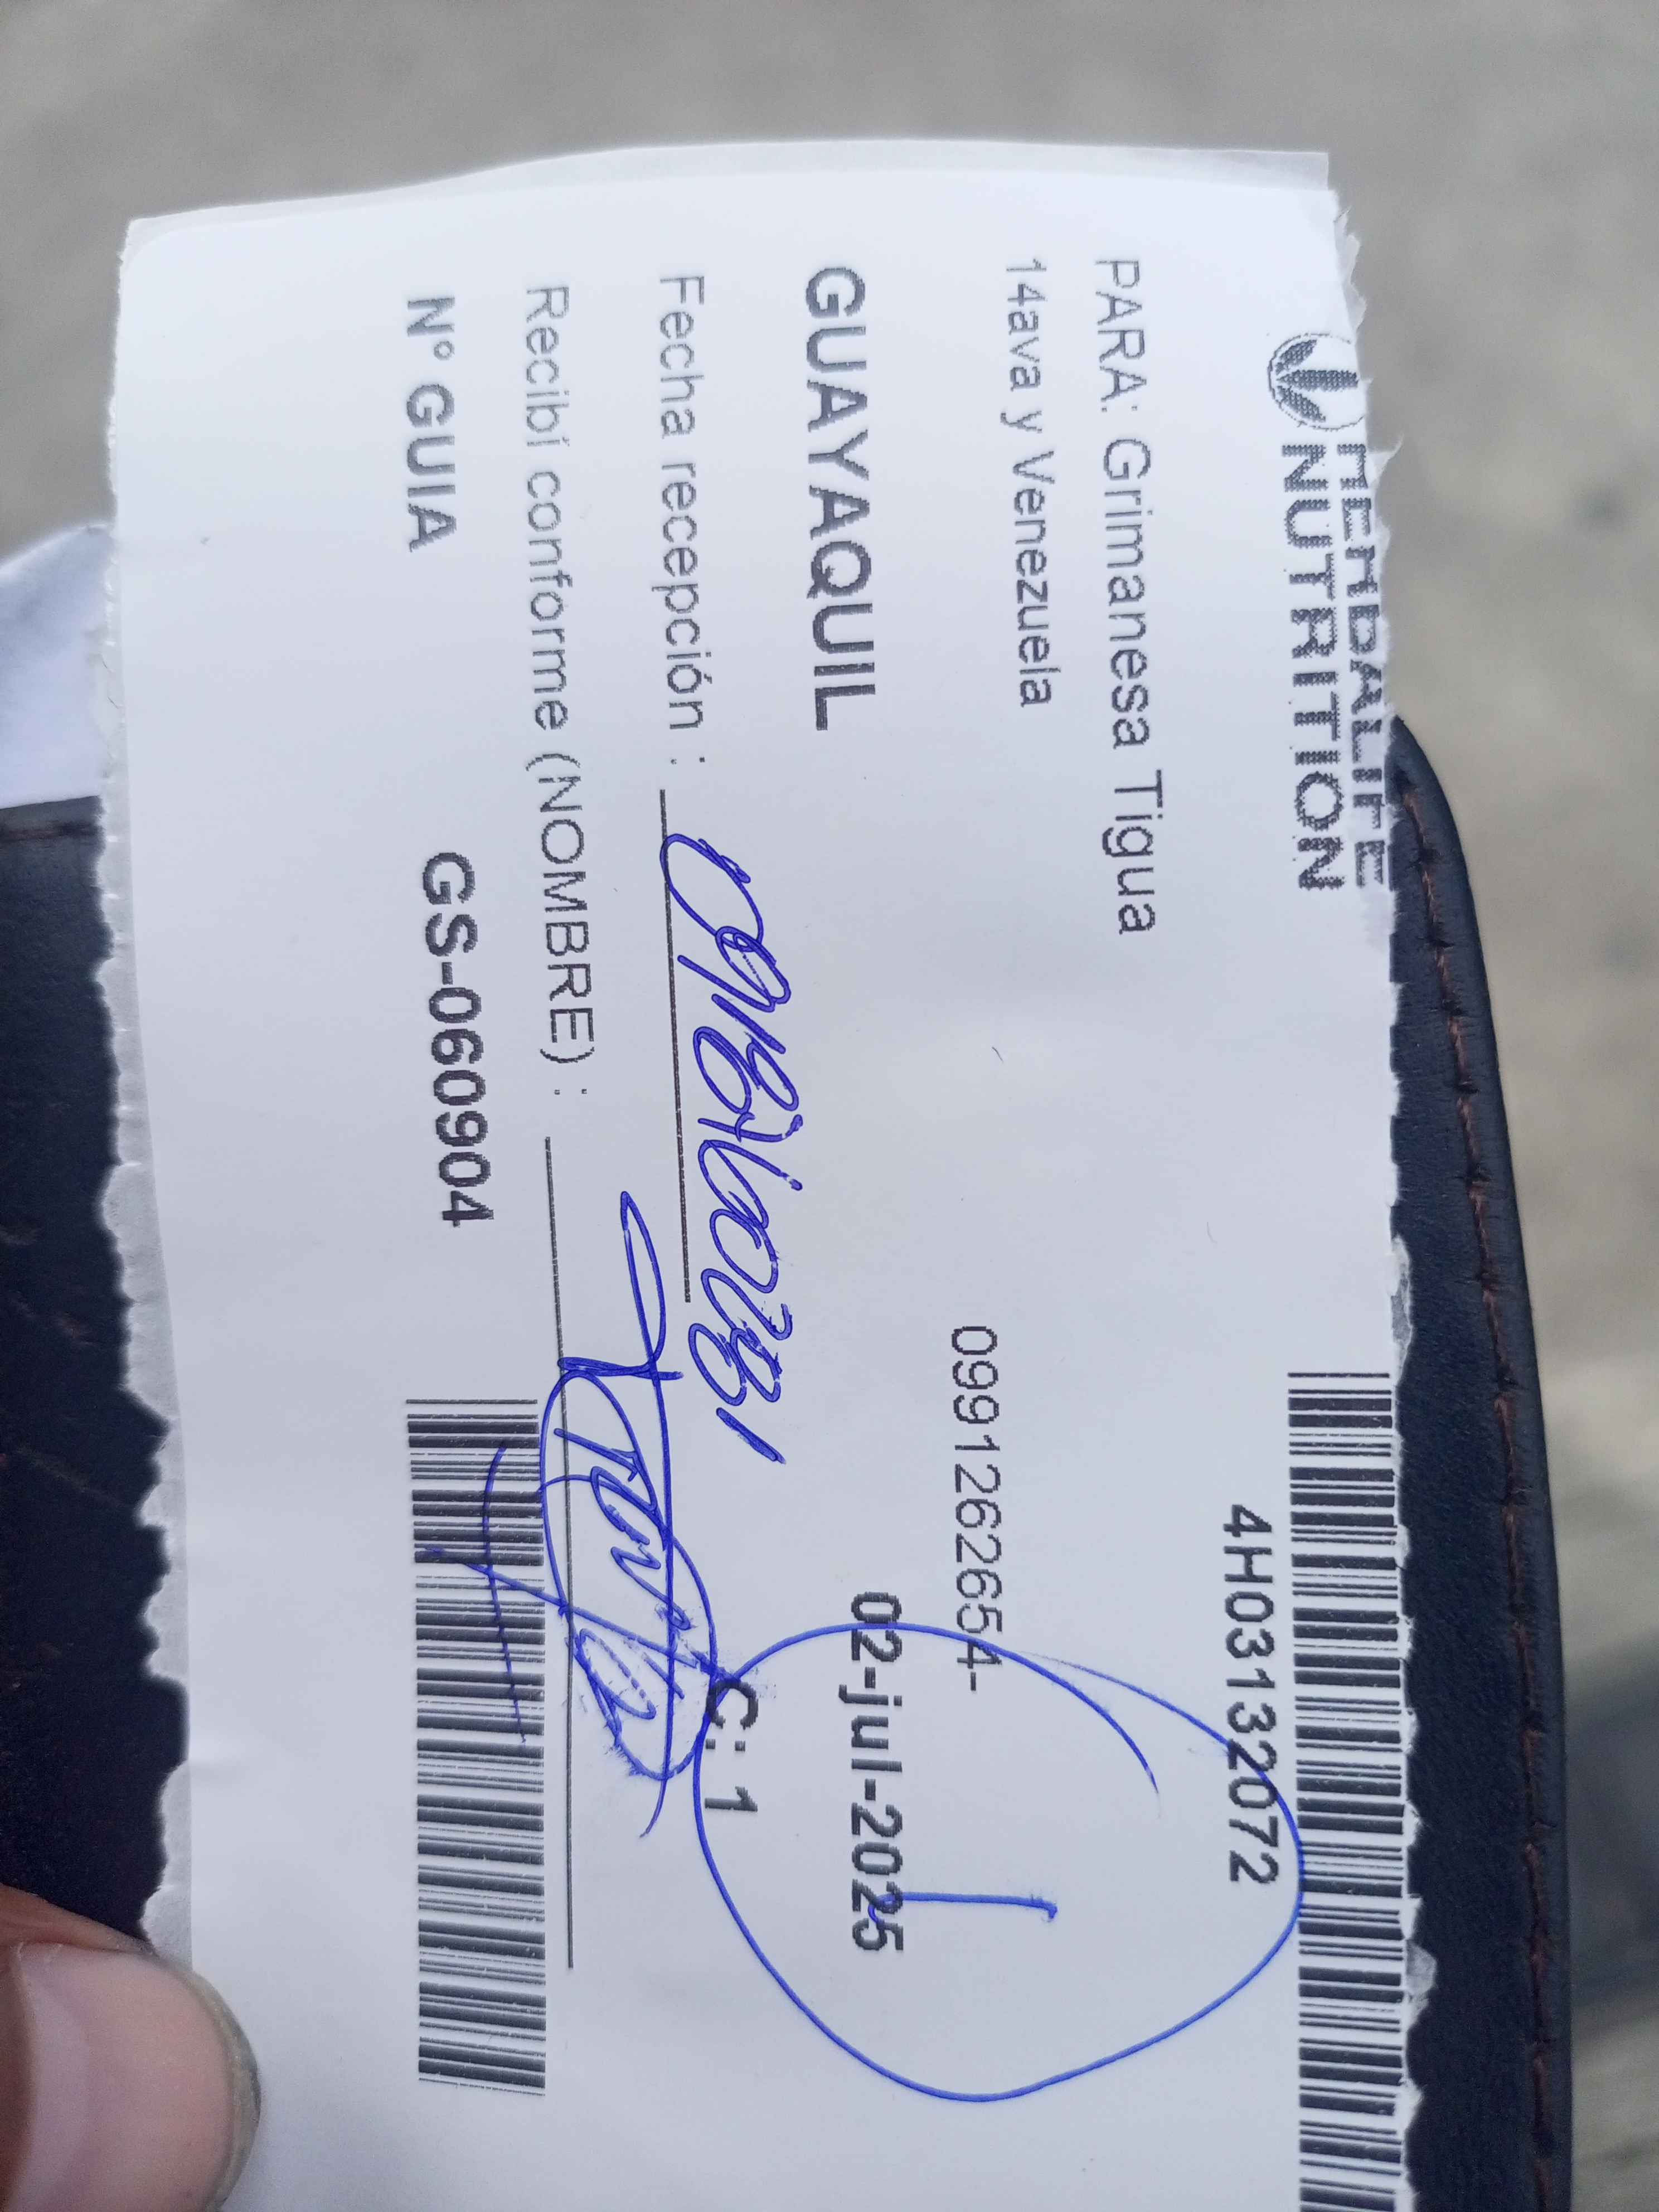 HERBALIFE
NUTRITION
4H03132072
PARA: Grimanesa Tigua
14ava y Venezuela
0991262654-
1
GUAYAQUIL
02-jul-2025
Fecha recepción :
C: 1
Recibí conforme (NOMBRE) :
N° GUIA GS-060904